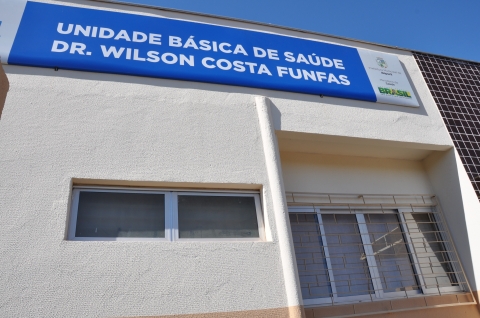 UNIDADE BÁSICA DE SAÚDE
DR. WILSON COSTA FUNFAS
BRASIL